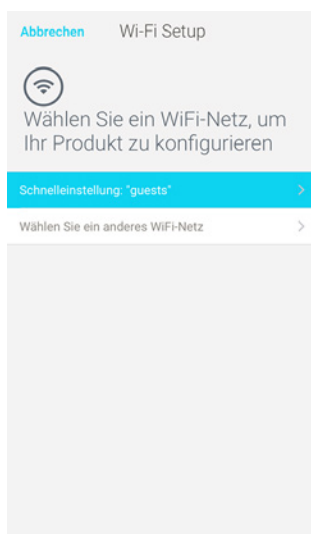 Abbrechen Wi-Fi Setup
Wählen Sie ein WiFi-Netz, um
Ihr Produkt zu konfigurieren
Schnelleinstellung: "guests"
Wählen Sie ein anderes WiFi-Netz